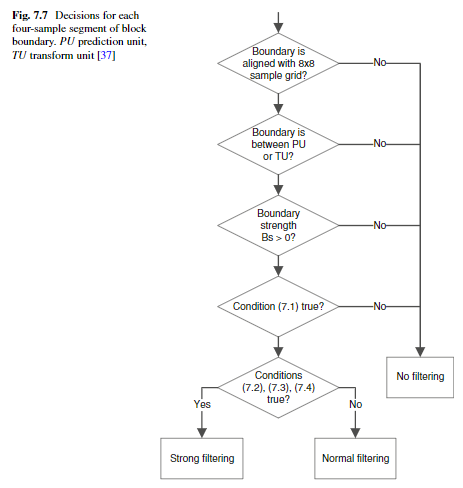 Fig. 7.7 Decisions for each
four-sample segment of block
boundary. PU prediction unit,
TU transform unit [37]
Boundary is
aligned with 8x8
sample grid?
No
Boundary is
between PU
or TU?
No
Boundary
strength
Bs > 0?
No
Condition (7.1) true?
No
Conditions
(7.2), (7.3), (7.4)
true?
No filtering
Yes
No
Strong filtering
Normal filtering